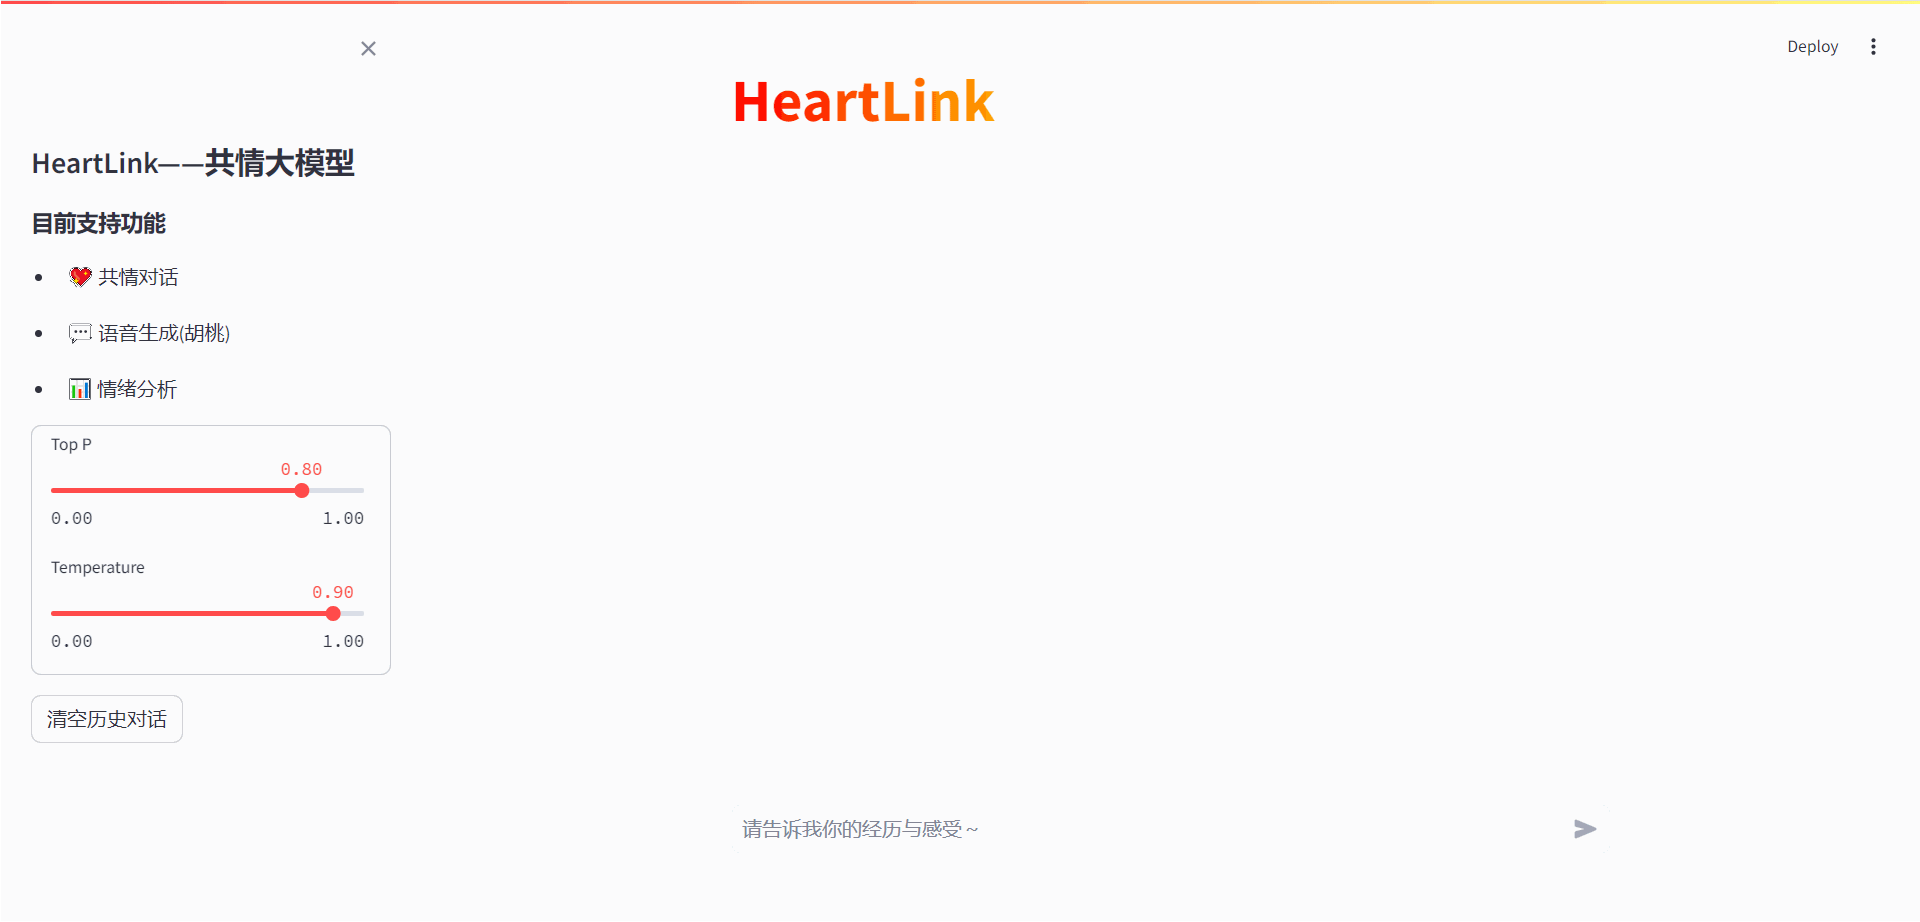 Deploy
HeartLink
HeartLink——共情大模型
目前支持功能
共情对话
语音生成(胡桃)
情绪分析
Top P
0.80
0.00 1.00
Temperature
0.90
0.00 1.00
清空历史对话
请告诉我你的经历与感受~